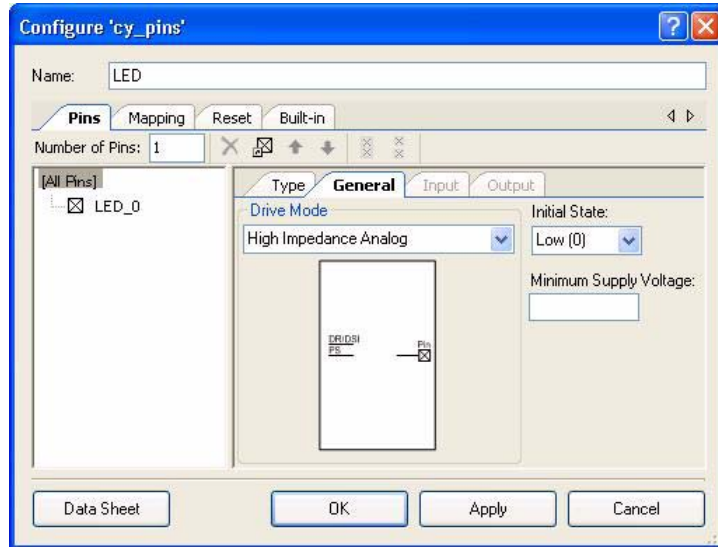 Configure 'cy_pins'
Name: LED
Pins Mapping Reset Built-in
Number of Pins: 1
[All Pins]
LED_0
Type General Input Output
Drive Mode
High Impedance Analog
Initial State:
Low (0)
Minimum Supply Voltage:
DR/DSI
PS
Pin
Data Sheet OK Apply Cancel